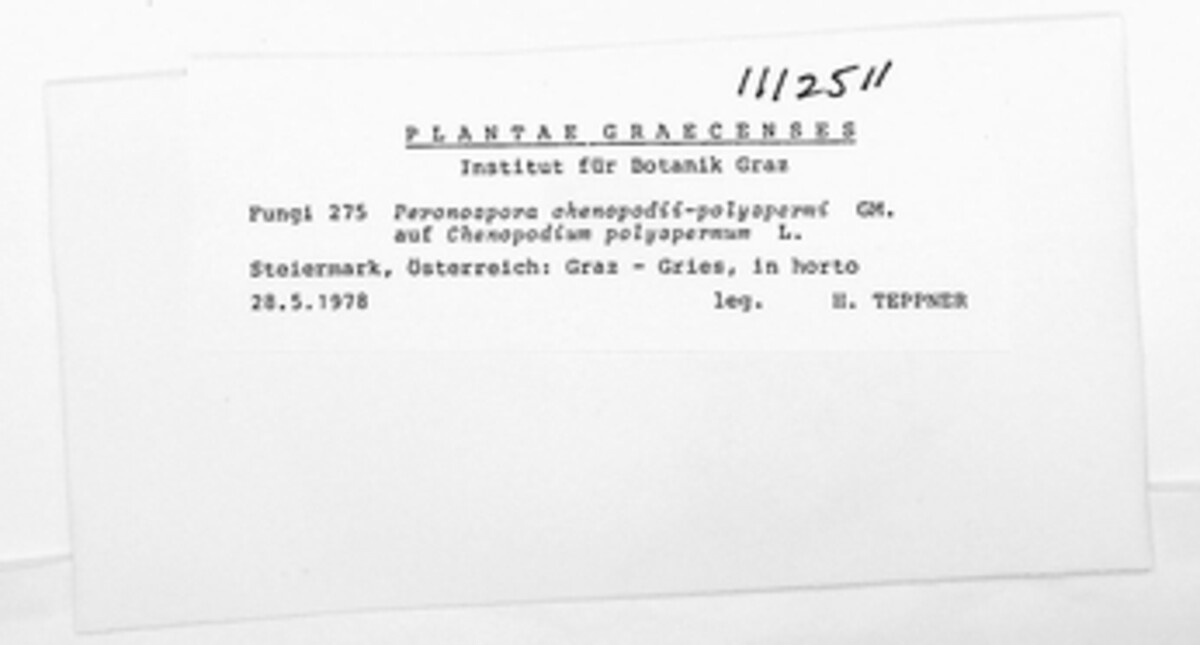 1112511
PLANTAE GRAECENSES
Institut für Botanik Graz
Fungi 275 Peronospora chenopodii-polyspermi GM.
auf Chenopodium polyspermum L.
Steiermark, Österreich: Graz - Gries, in horto
28.5.1978 leg. H. TEPPNER